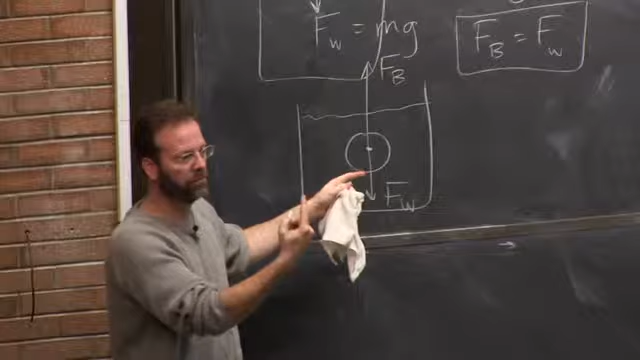 F_w = mg
F_B = F_w
F_B
F_w